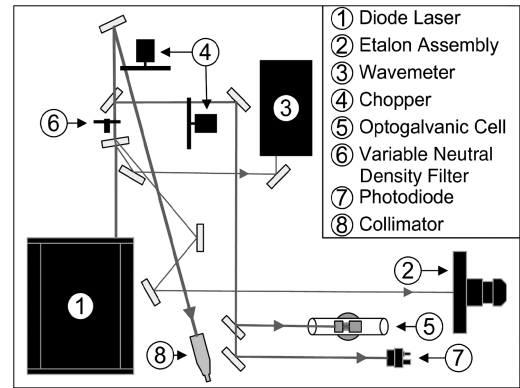 ① Diode Laser
② Etalon Assembly
③ Wavemeter
④ Chopper
⑤ Optogalvanic Cell
⑥ Variable Neutral
Density Filter
⑦ Photodiode
⑧ Collimator
④
③
⑥
①
②
⑤
⑧
⑦